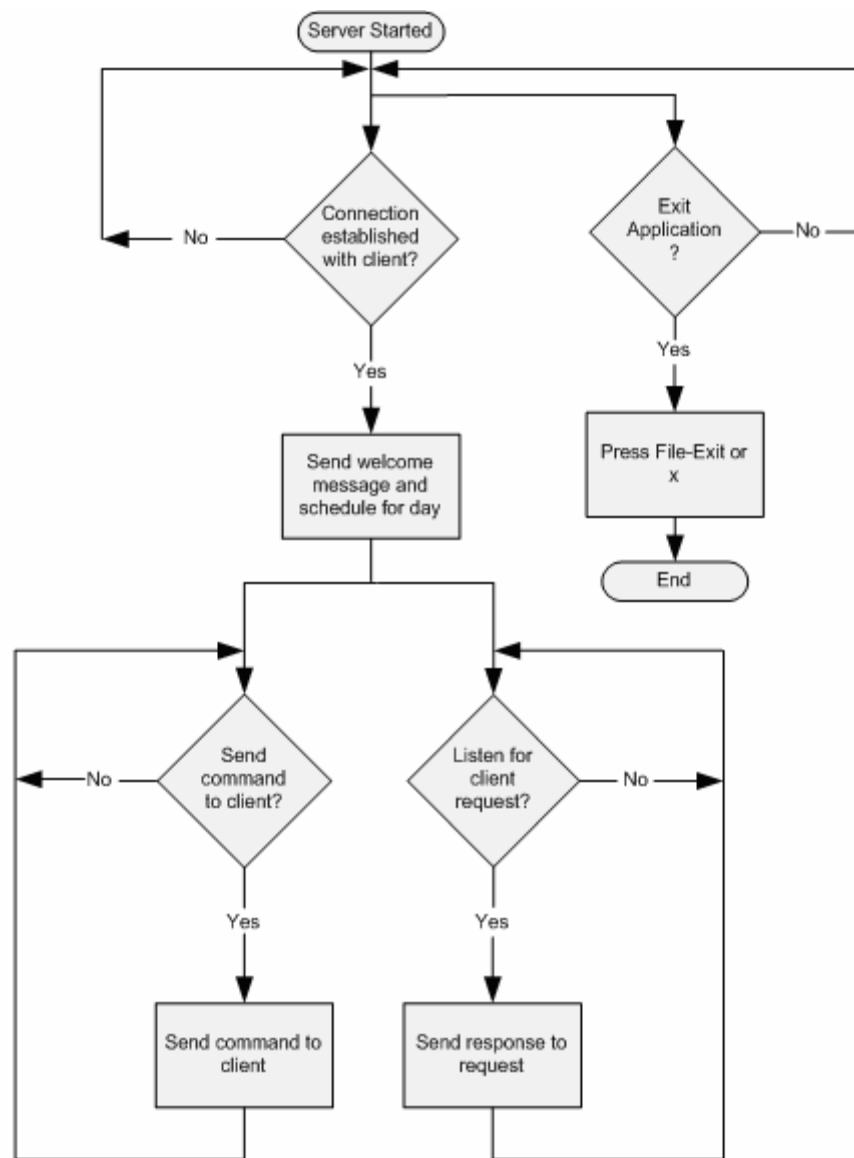 Server Started
Connection
established
with client?
No
Exit
Application
?
No
Yes
Yes
Send welcome
message and
schedule for day
Press File-Exit or
x
End
Send
command
to client?
No
Listen for
client
request?
No
Yes
Yes
Send command to
client
Send response to
request